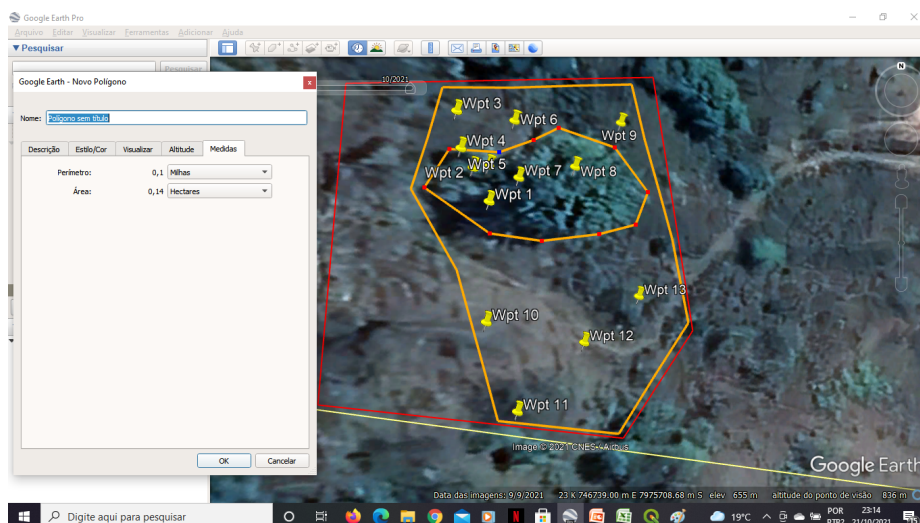 Google Earth Pro
Arquivo Editar Visualizar Ferramentas Adicionar Ajuda
Pesquisar
Pesquisar
Google Earth - Novo Polígono
x
Nome: Polígono sem título
Descrição Estilo/Cor Visualizar Altitude Medidas
Perímetro: 0,1 Milhas
Área: 0,14 Hectares
OK Cancelar
10/2021
N
Wpt 3
Wpt 6
Wpt 9
Wpt 4
Wpt 5
Wpt 2
Wpt 7
Wpt 8
Wpt 1
Wpt 13
Wpt 10
Wpt 12
Wpt 11
Image © 2021 CNES / Airbus
Google Earth
Data das imagens: 9/9/2021 23 K 746739.00 m E 7975708.68 m S elev 655 m altitude do ponto de visão 836 m
Digite aqui para pesquisar
19°C
POR
PTB2
23:14
21/10/2021